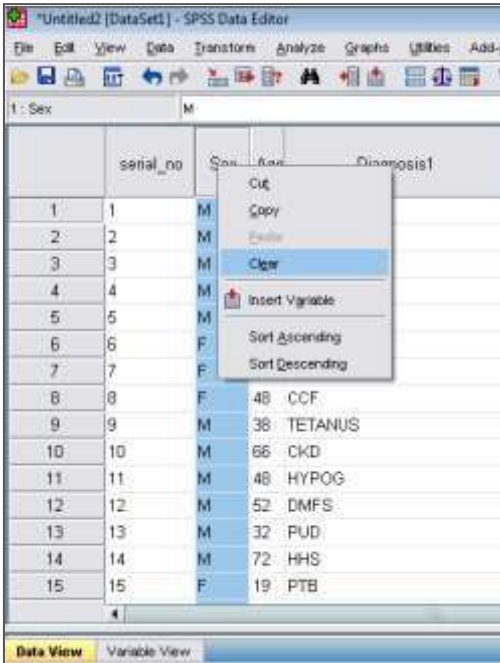 *Untitled2 [DataSet1] - SPSS Data Editor
File Edit View Data Transform Analyze Graphs Utilities Add-
1 : Sex M
serial_no Sex Age Diagnosis1
Cut
Copy
Paste
Clear
Insert Variable
Sort Ascending
Sort Descending
1 1 M
2 2 M
3 3 M
4 4 M
5 5 M
6 6 F
7 7 F
8 8 F 48 CCF
9 9 M 38 TETANUS
10 10 M 66 CKD
11 11 M 48 HYPOG
12 12 M 52 DMFS
13 13 M 32 PUD
14 14 M 72 HHS
15 15 F 19 PTB
Data View Variable View